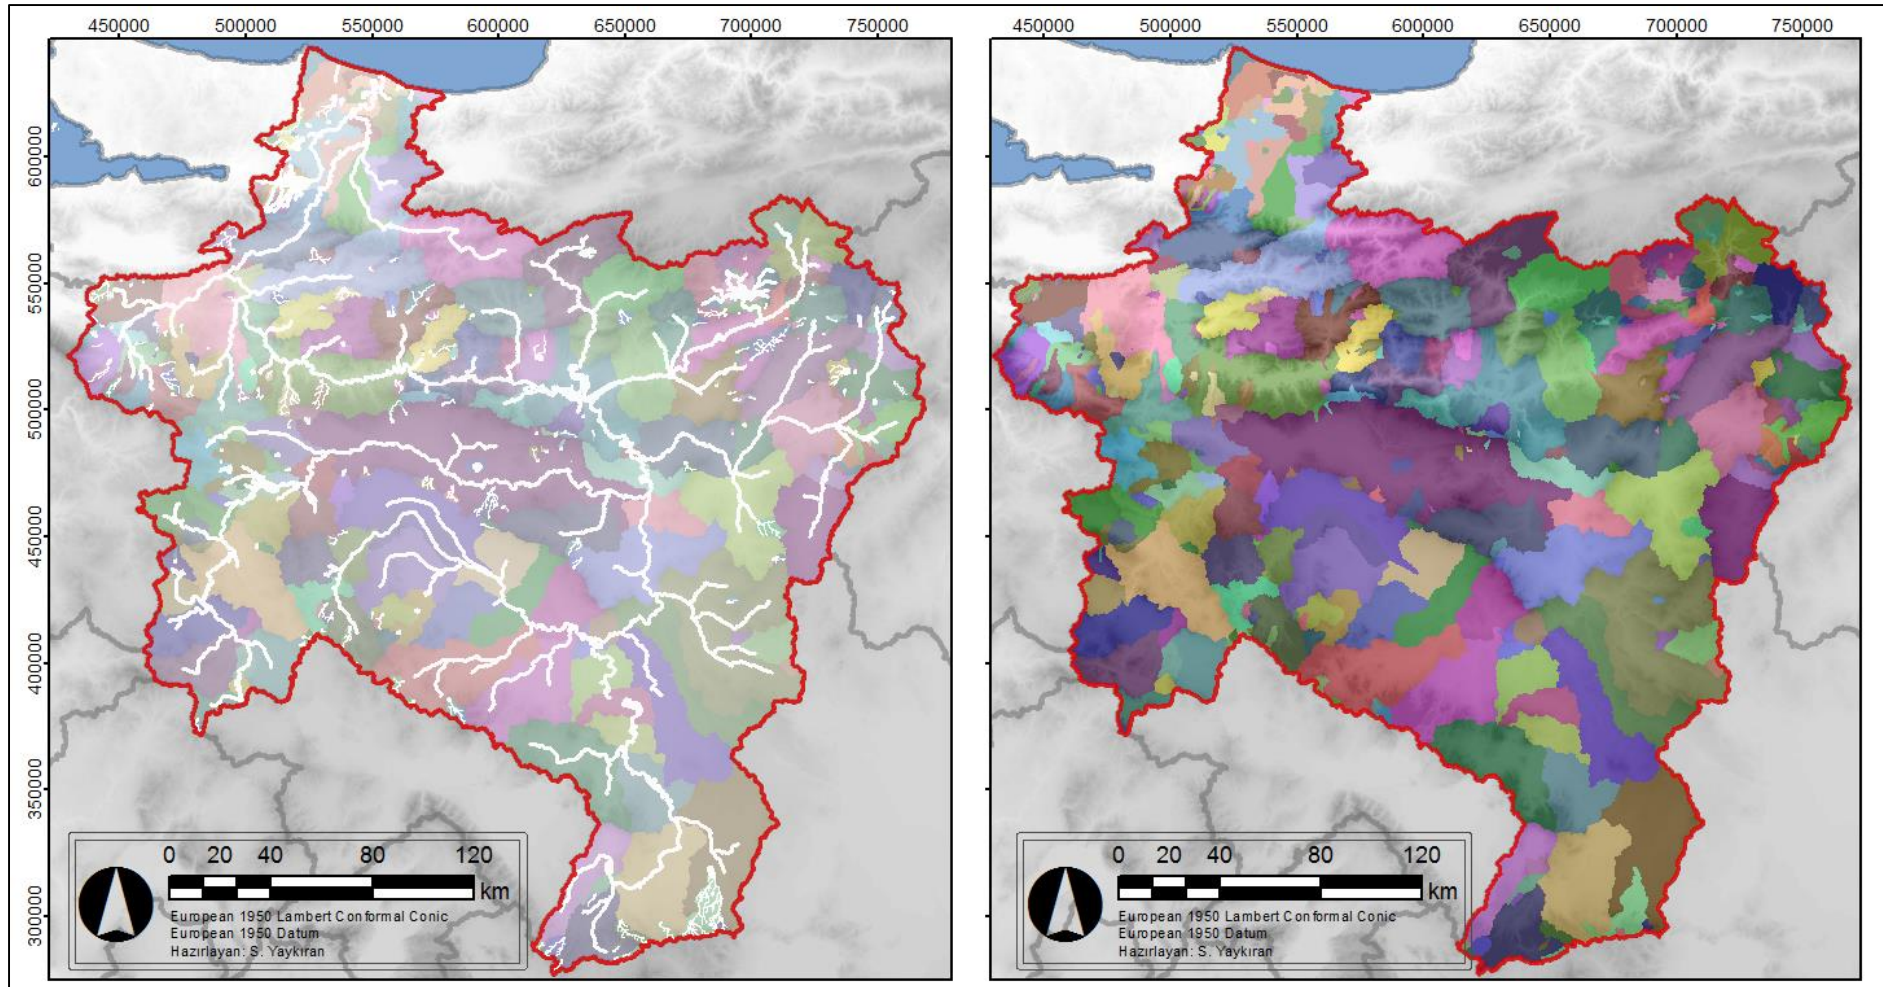 450000 500000 550000 600000 650000 700000 750000
450000 500000 550000 600000 650000 700000 750000
600000
550000
500000
450000
400000
350000
300000
0 20 40 80 120
km
European 1950 Lambert Conformal Conic
European 1950 Datum
Hazırlayan: S. Yaykıran
0 20 40 80 120
km
European 1950 Lambert Conformal Conic
European 1950 Datum
Hazırlayan: S. Yaykıran